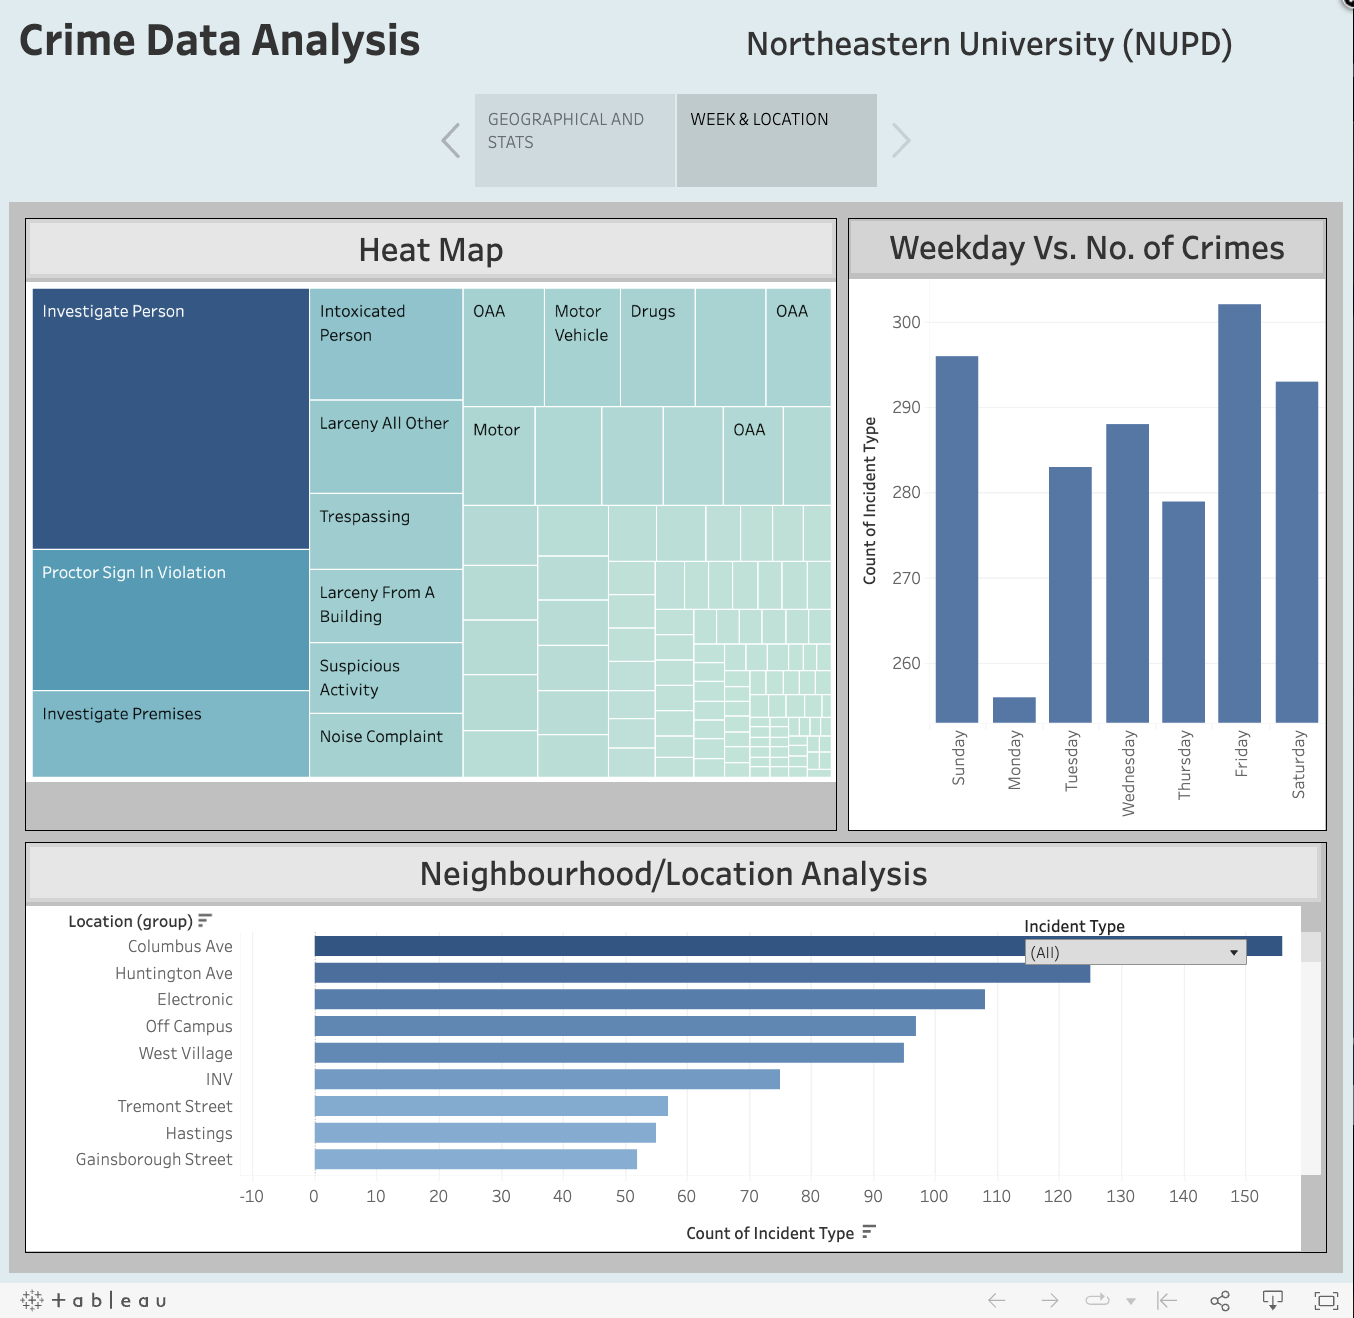 Crime Data Analysis
Northeastern University (NUPD)
GEOGRAPHICAL AND
STATS
WEEK & LOCATION
Heat Map
Investigate Person
Proctor Sign In Violation
Investigate Premises
Intoxicated
Person
Larceny All Other
Trespassing
Larceny From A
Building
Suspicious
Activity
Noise Complaint
OAA
Motor
Vehicle
Drugs
OAA
Motor
OAA
Weekday Vs. No. of Crimes
Count of Incident Type
300
290
280
270
260
Sunday
Monday
Tuesday
Wednesday
Thursday
Friday
Saturday
Neighbourhood/Location Analysis
Location (group)
Incident Type
(All)
Columbus Ave
Huntington Ave
Electronic
Off Campus
West Village
INV
Tremont Street
Hastings
Gainsborough Street
-10 0 10 20 30 40 50 60 70 80 90 100 110 120 130 140 150
Count of Incident Type
+ableau